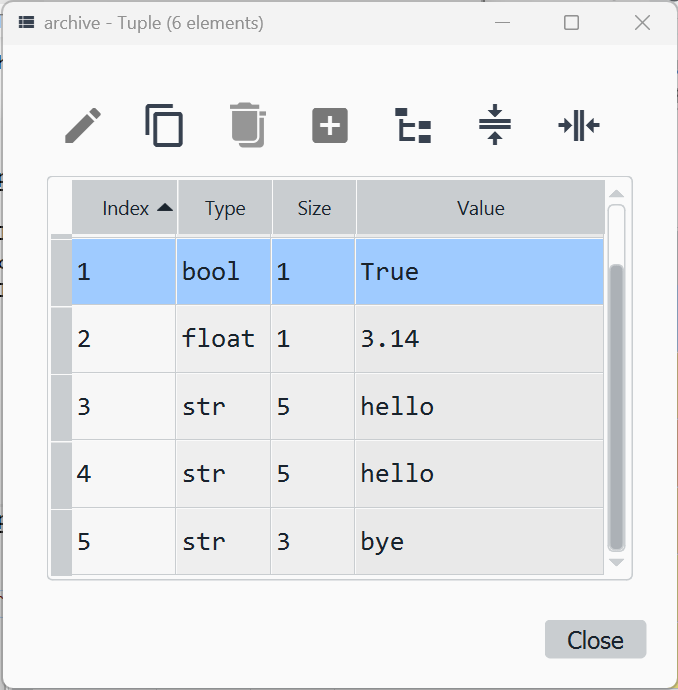 archive - Tuple (6 elements)
Index Type Size Value
1 bool 1 True
2 float 1 3.14
3 str 5 hello
4 str 5 hello
5 str 3 bye
Close